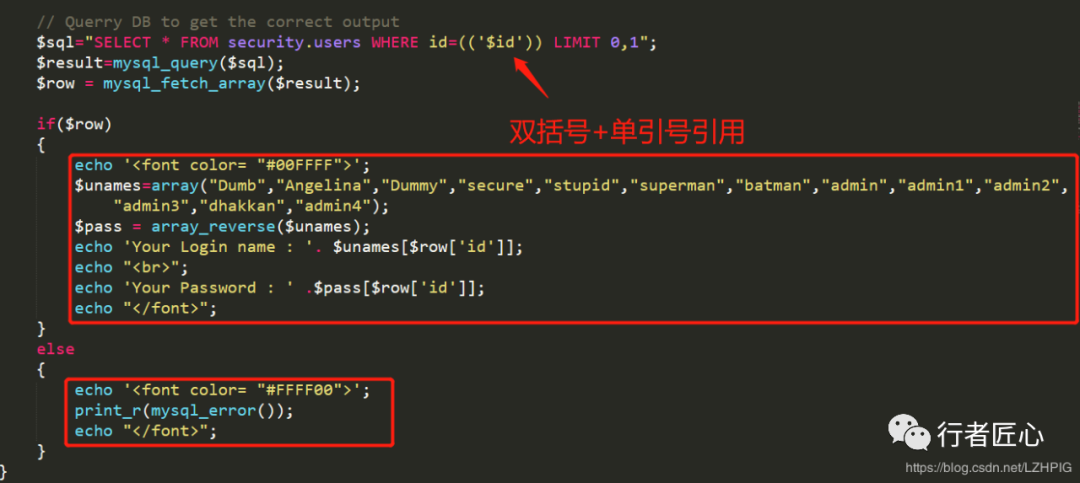 // Querry DB to get the correct output
$sql="SELECT * FROM security.users WHERE id=(('$id')) LIMIT 0,1";
$result=mysql_query($sql);
$row = mysql_fetch_array($result);
双括号+单引号引用
if($row)
{
echo '<font color= "#00FFFF">';
$unames=array("Dumb","Angelina","Dummy","secure","stupid","superman","batman","admin","admin1","admin2",
"admin3","dhakkan","admin4");
$pass = array_reverse($unames);
echo 'Your Login name : '. $unames[$row['id']];
echo "<br>";
echo 'Your Password : ' .$pass[$row['id']];
echo "</font>";
}
else
{
echo '<font color= "#FFFF00">';
print_r(mysql_error());
echo "</font>";
}
}
行者匠心
https://blog.csdn.net/LZHPIG